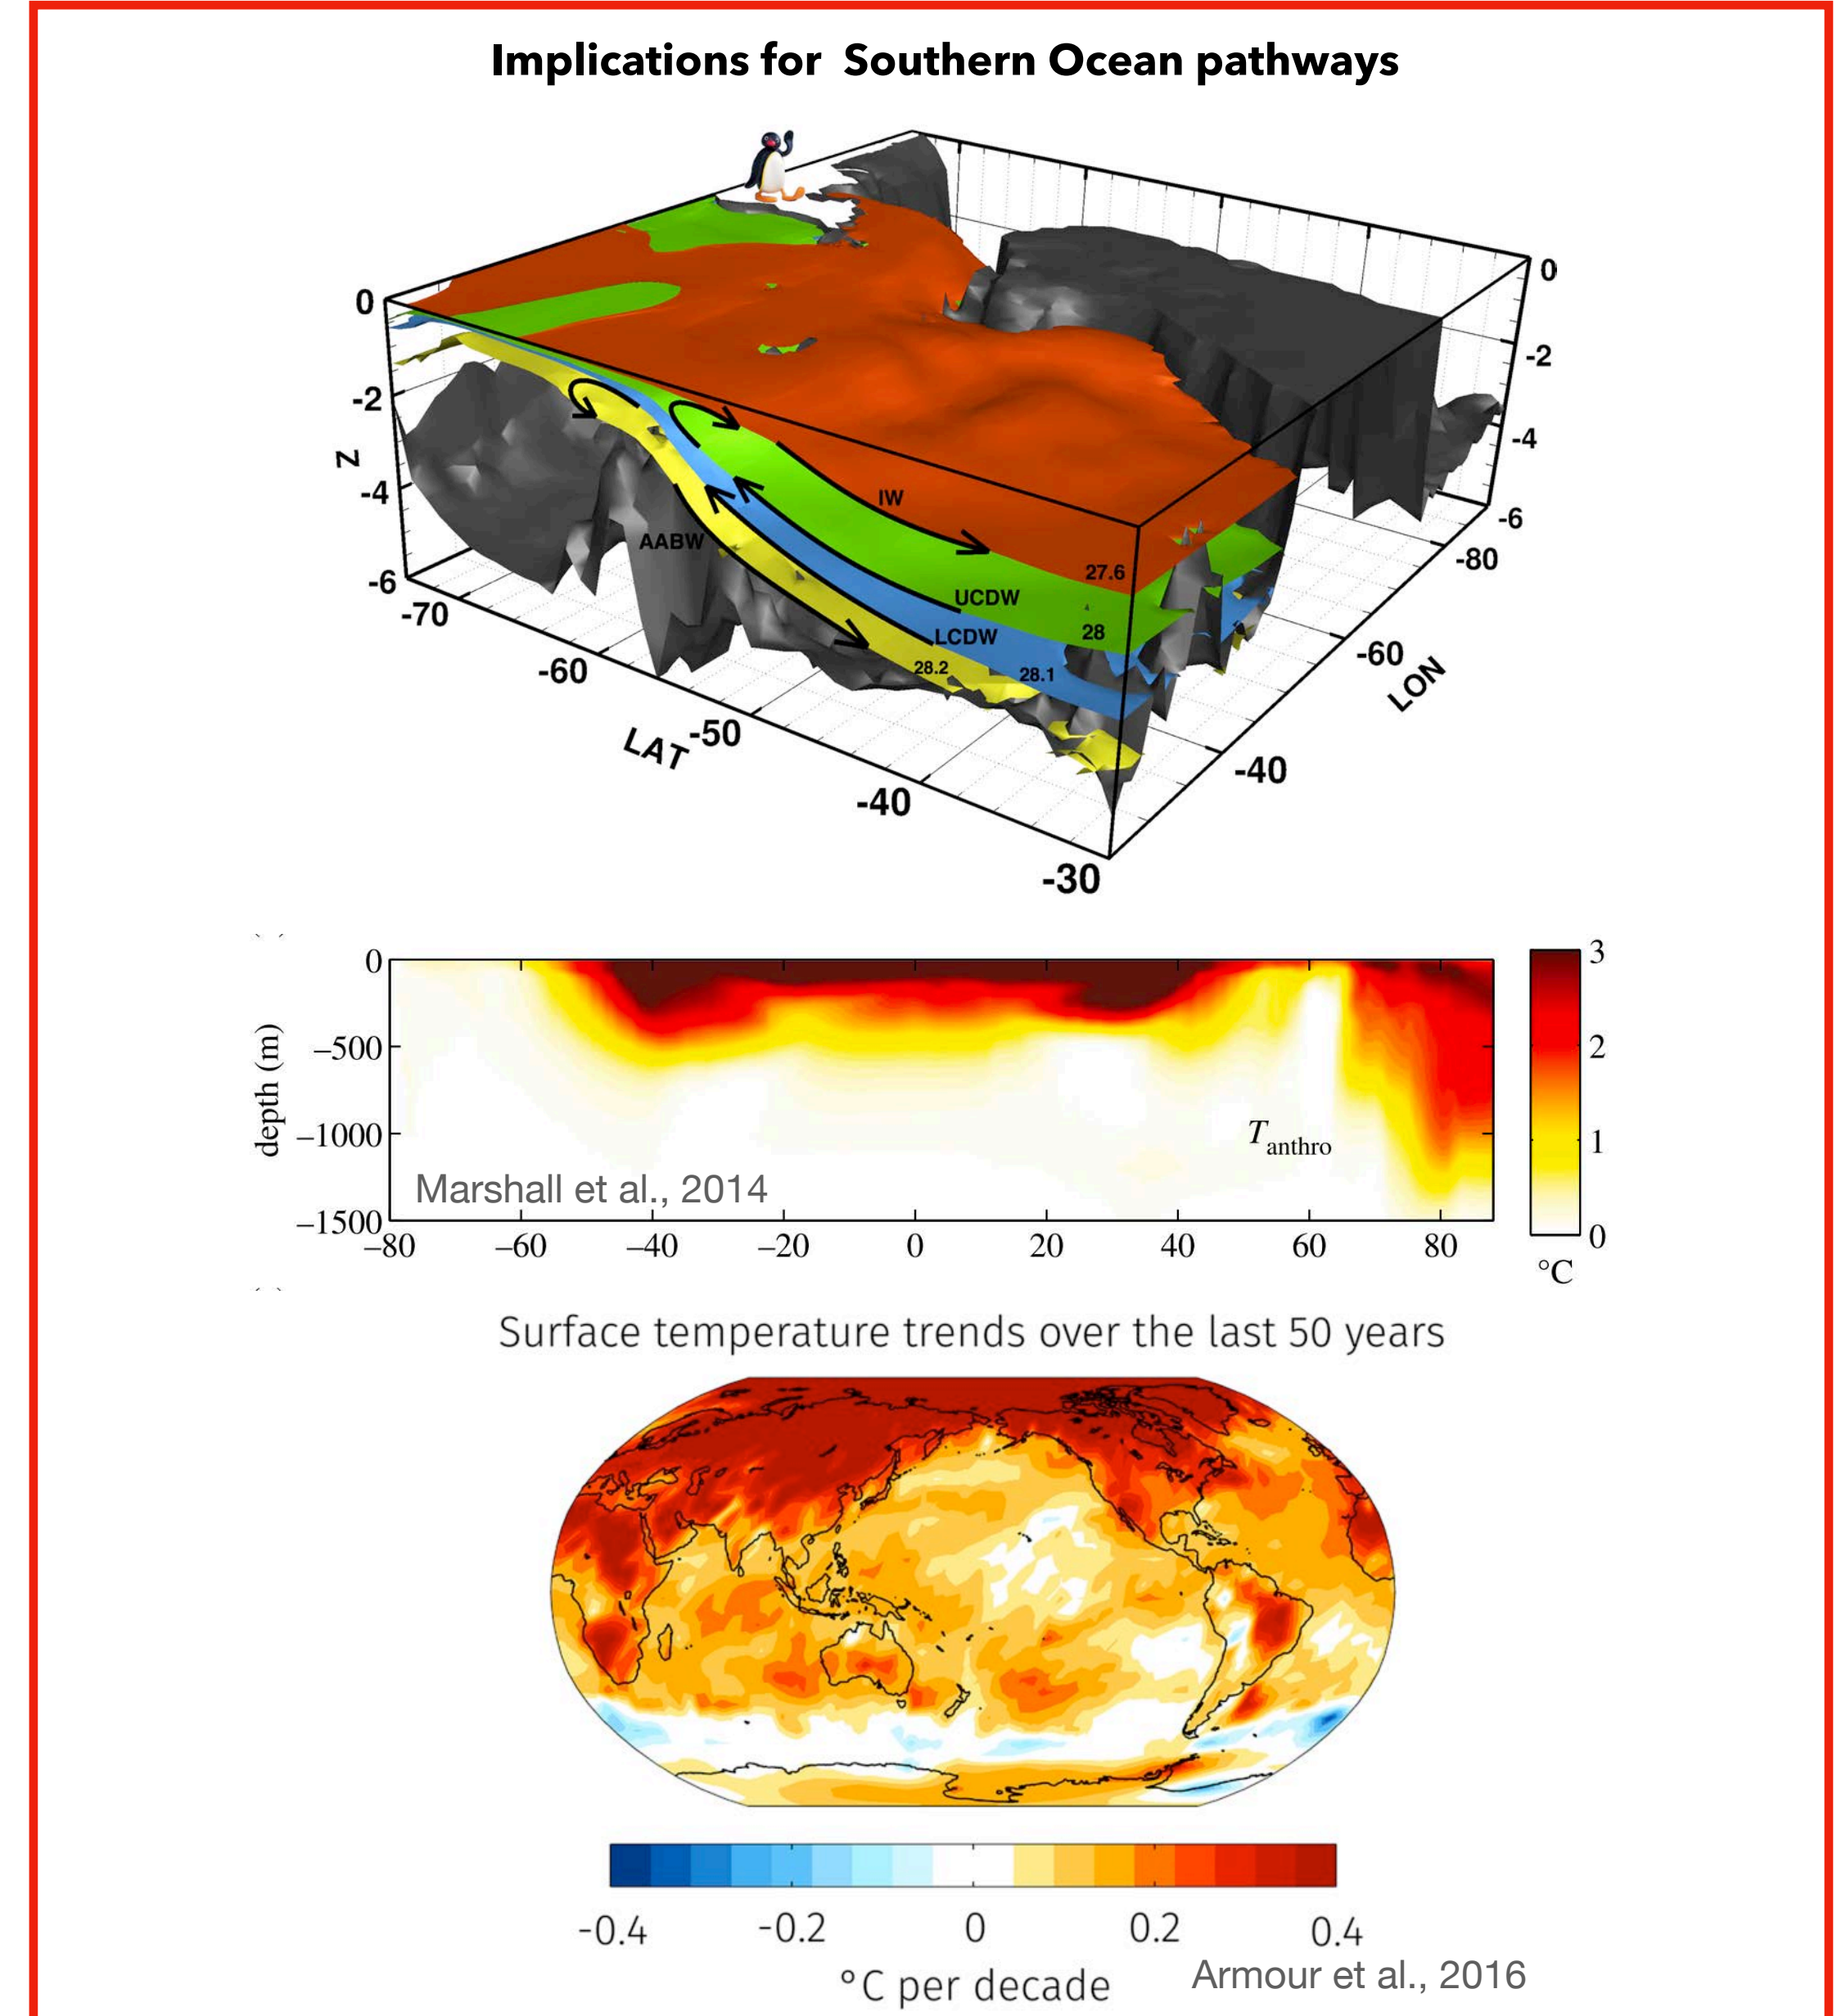 Implications for  Southern Ocean pathways
0
0
-2
-2
-4
Z
-4
IW
-6
AABW
-80
27.6
-6
UCDW
-70
28
LCDW
-60
28.2
28.1
-60
LON
-50
LAT
-40
-40
-30
0
3
–500
2
depth (m)
–1000
T anthro
1
Marshall et al., 2014
–1500
0
–80
–60
–40
–20
0
20
40
60
80
°C
Surface temperature trends over the last 50 years
-0.4
-0.2
0
0.2
0.4
°C per decade
Armour et al., 2016